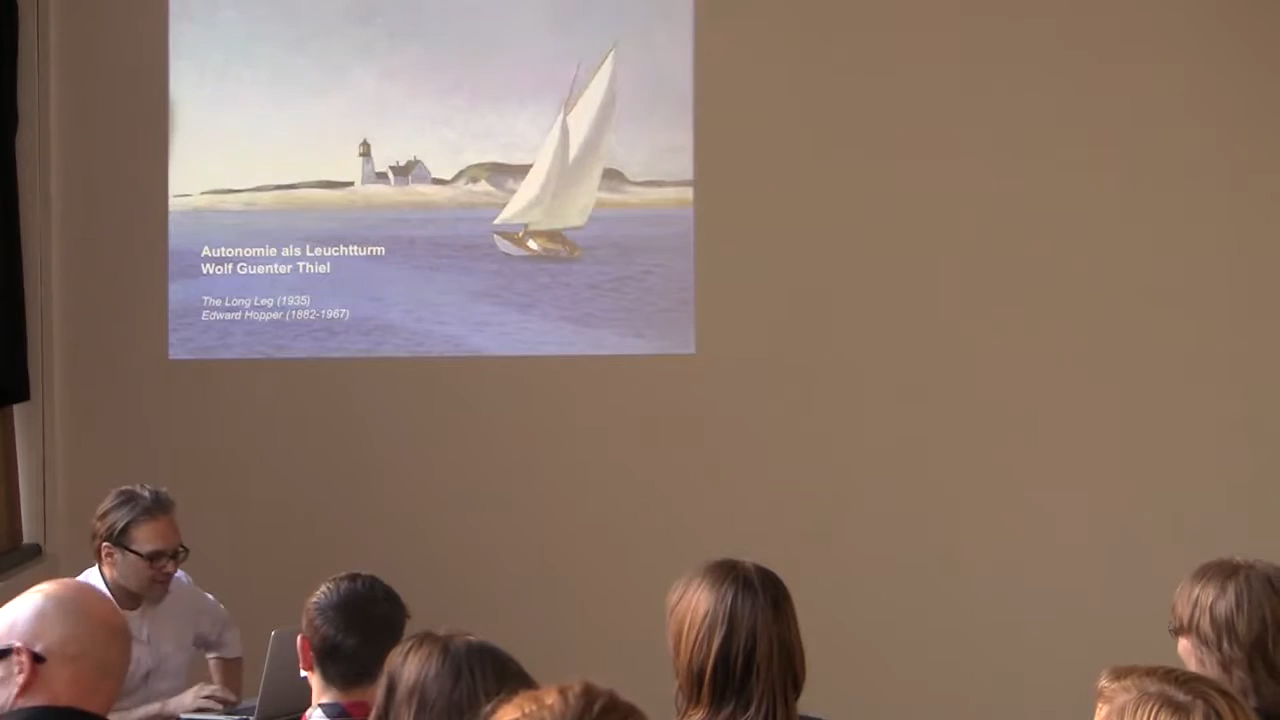 Autonomie als Leuchtturm
Wolf Guenter Thiel
The Long Leg (1935)
Edward Hopper (1882-1967)